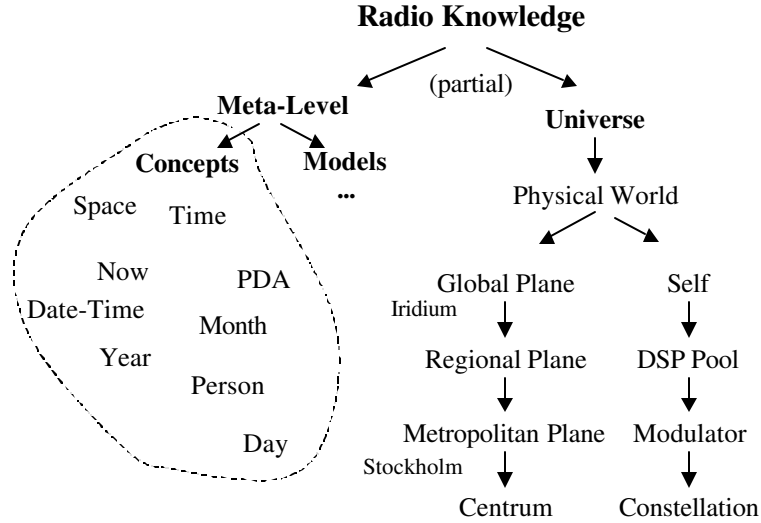 Radio Knowledge
(partial)
Meta-Level
Universe
Concepts
Models
...
Space
Time
Physical World
Now
PDA
Global Plane
Self
Date-Time
Iridium
Month
Year
Regional Plane
DSP Pool
Person
Day
Metropolitan Plane
Modulator
Stockholm
Centrum
Constellation